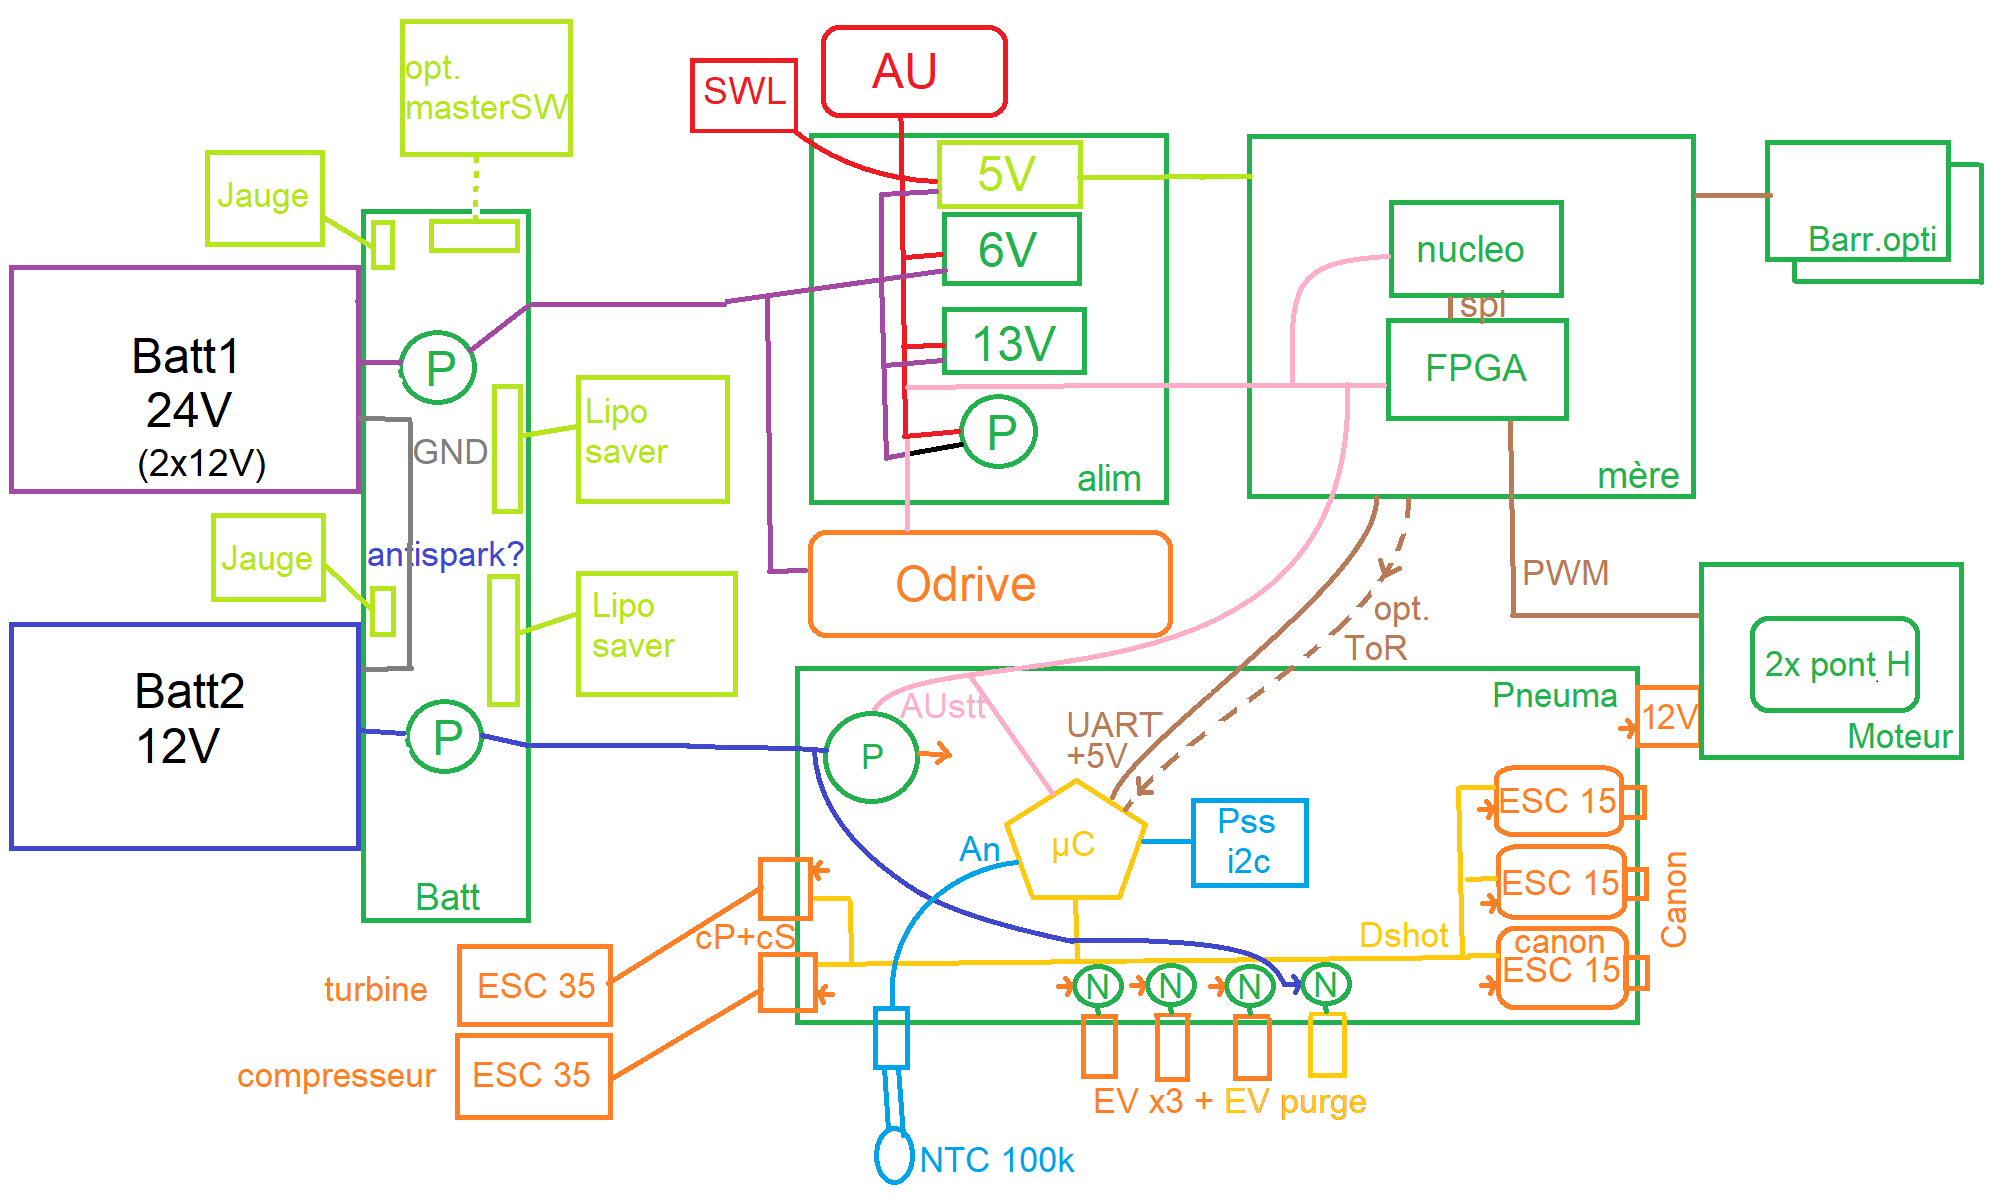 opt.
masterSW
SWL
AU
Jauge
5V
6V
13V
P
alim
nucleo
spI
FPGA
mère
Barr.opti
Batt1
24V
(2x12V)
P
GND
Lipo
saver
Jauge
antispark?
Lipo
saver
Odrive
PWM
opt.
ToR
2x pont H
Moteur
Batt2
12V
P
Batt
AUstt
P
UART
+5V
Pneuma
12V
An
µC
Pss
i2c
ESC 15
ESC 15
canon
ESC 15
Canon
Dshot
cP+cS
turbine
ESC 35
compresseur
ESC 35
N
N
N
N
EV x3 + EV purge
NTC 100k